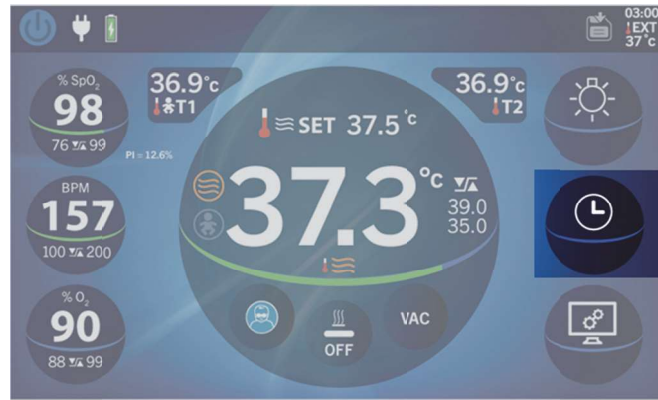 03:00
EXT
37 °c
% SpO₂
98
76 99
PI = 12.6%
36.9°c
T1
36.9°c
T2
SET 37.5 °c
37.3 °c
39.0
35.0
BPM
157
100 200
% O₂
90
88 99
OFF
VAC